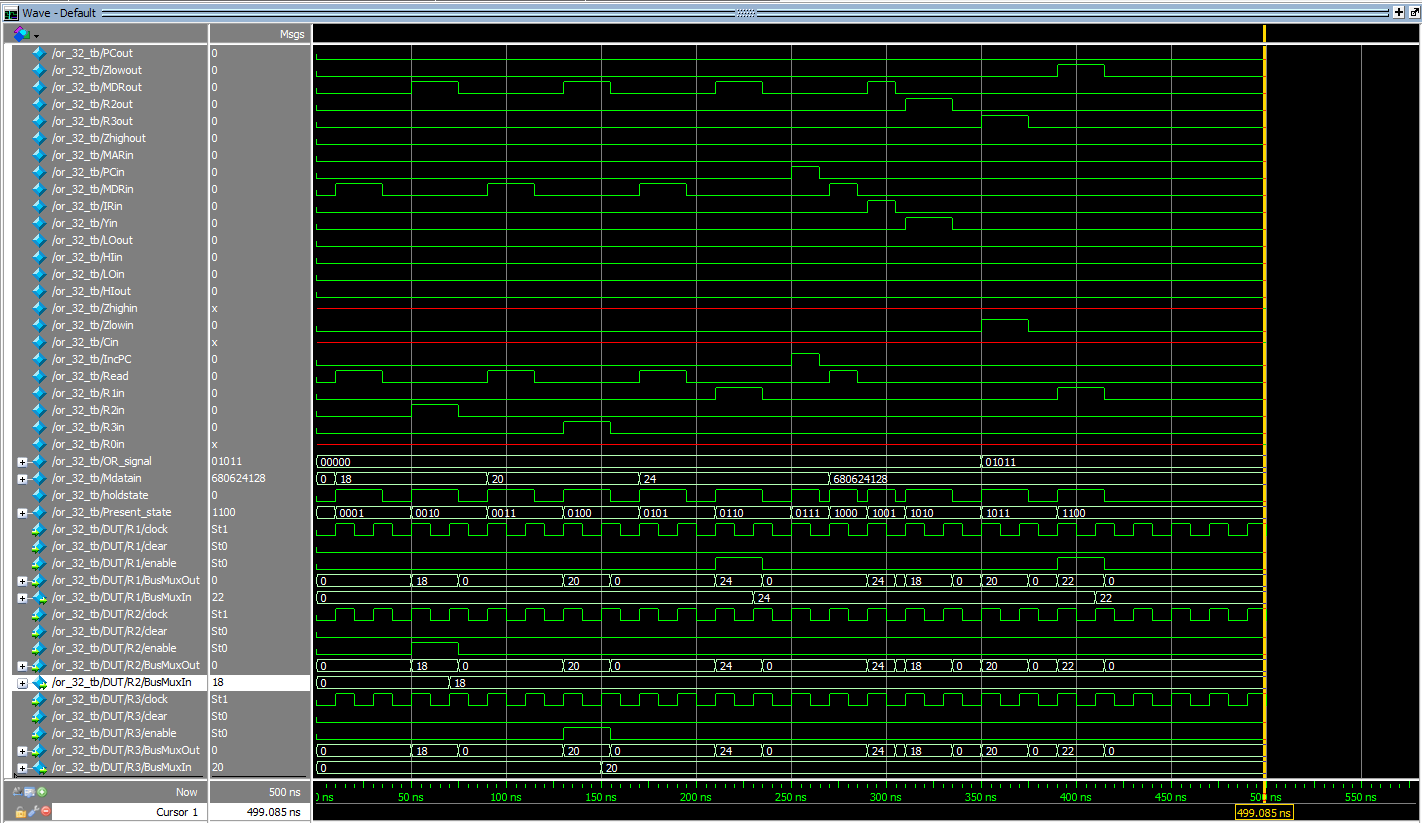 Wave - Default
Msgs
/or_32_tb/PCout 0
/or_32_tb/Zlowout 0
/or_32_tb/MDRout 0
/or_32_tb/R2out 0
/or_32_tb/R3out 0
/or_32_tb/Zhighout 0
/or_32_tb/MARin 0
/or_32_tb/PCin 0
/or_32_tb/MDRin 0
/or_32_tb/IRin 0
/or_32_tb/Yin 0
/or_32_tb/LOout 0
/or_32_tb/HIin 0
/or_32_tb/LOin 0
/or_32_tb/HIout 0
/or_32_tb/Zhighin x
/or_32_tb/Zlowin 0
/or_32_tb/Cin x
/or_32_tb/IncPC 0
/or_32_tb/Read 0
/or_32_tb/R1in 0
/or_32_tb/R2in 0
/or_32_tb/R3in 0
/or_32_tb/R0in x
/or_32_tb/OR_signal 01011 00000 01011
/or_32_tb/Mdatain 680624128 0 18 20 24 680624128
/or_32_tb/holdstate 0
/or_32_tb/Present_state 1100 0001 0010 0011 0100 0101 0110 0111 1000 1001 1010 1011 1100
/or_32_tb/DUT/R1/clock St1
/or_32_tb/DUT/R1/clear St0
/or_32_tb/DUT/R1/enable St0
/or_32_tb/DUT/R1/BusMuxOut 0 0 18 0 20 0 24 0 24 18 0 20 0 22 0
/or_32_tb/DUT/R1/BusMuxIn 22 0 24 22
/or_32_tb/DUT/R2/clock St1
/or_32_tb/DUT/R2/clear St0
/or_32_tb/DUT/R2/enable St0
/or_32_tb/DUT/R2/BusMuxOut 0 0 18 0 20 0 24 0 24 18 0 20 0 22 0
/or_32_tb/DUT/R2/BusMuxIn 18 0 18
/or_32_tb/DUT/R3/clock St1
/or_32_tb/DUT/R3/clear St0
/or_32_tb/DUT/R3/enable St0
/or_32_tb/DUT/R3/BusMuxOut 0 0 18 0 20 0 24 0 24 18 0 20 0 22 0
/or_32_tb/DUT/R3/BusMuxIn 20 0 20
Now 500 ns ns 50 ns 100 ns 150 ns 200 ns 250 ns 300 ns 350 ns 400 ns 450 ns 500 ns 550 ns
Cursor 1 499.085 ns 499.085 ns